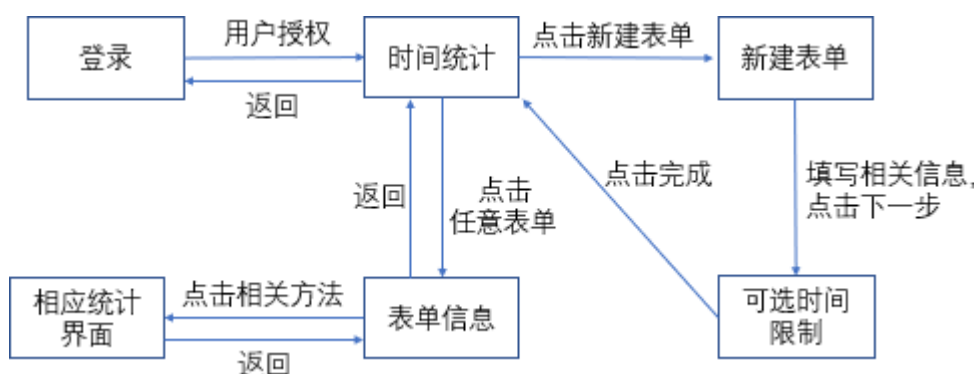 登录
用户授权
返回
时间统计
点击新建表单
新建表单
返回
点击
任意表单
点击完成
填写相关信息，
点击下一步
相应统计
界面
点击相关方法
返回
表单信息
可选时间
限制